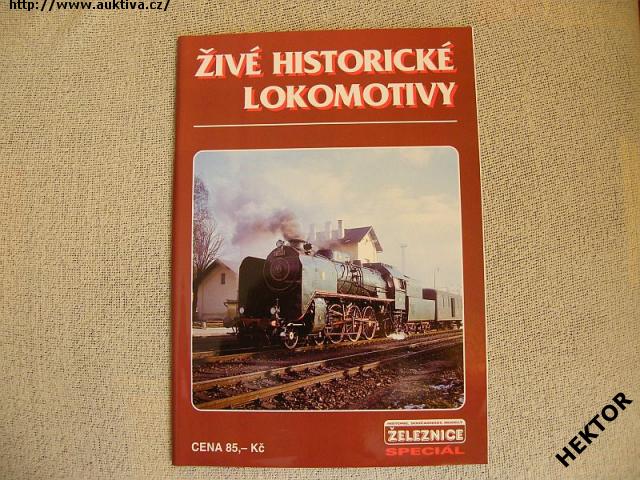 http://www.auktiva.cz/
ŽIVÉ HISTORICKÉ
LOKOMOTIVY
CENA 85,– Kč
ŽELEZNICE
SPECIÁL
HEKTOR